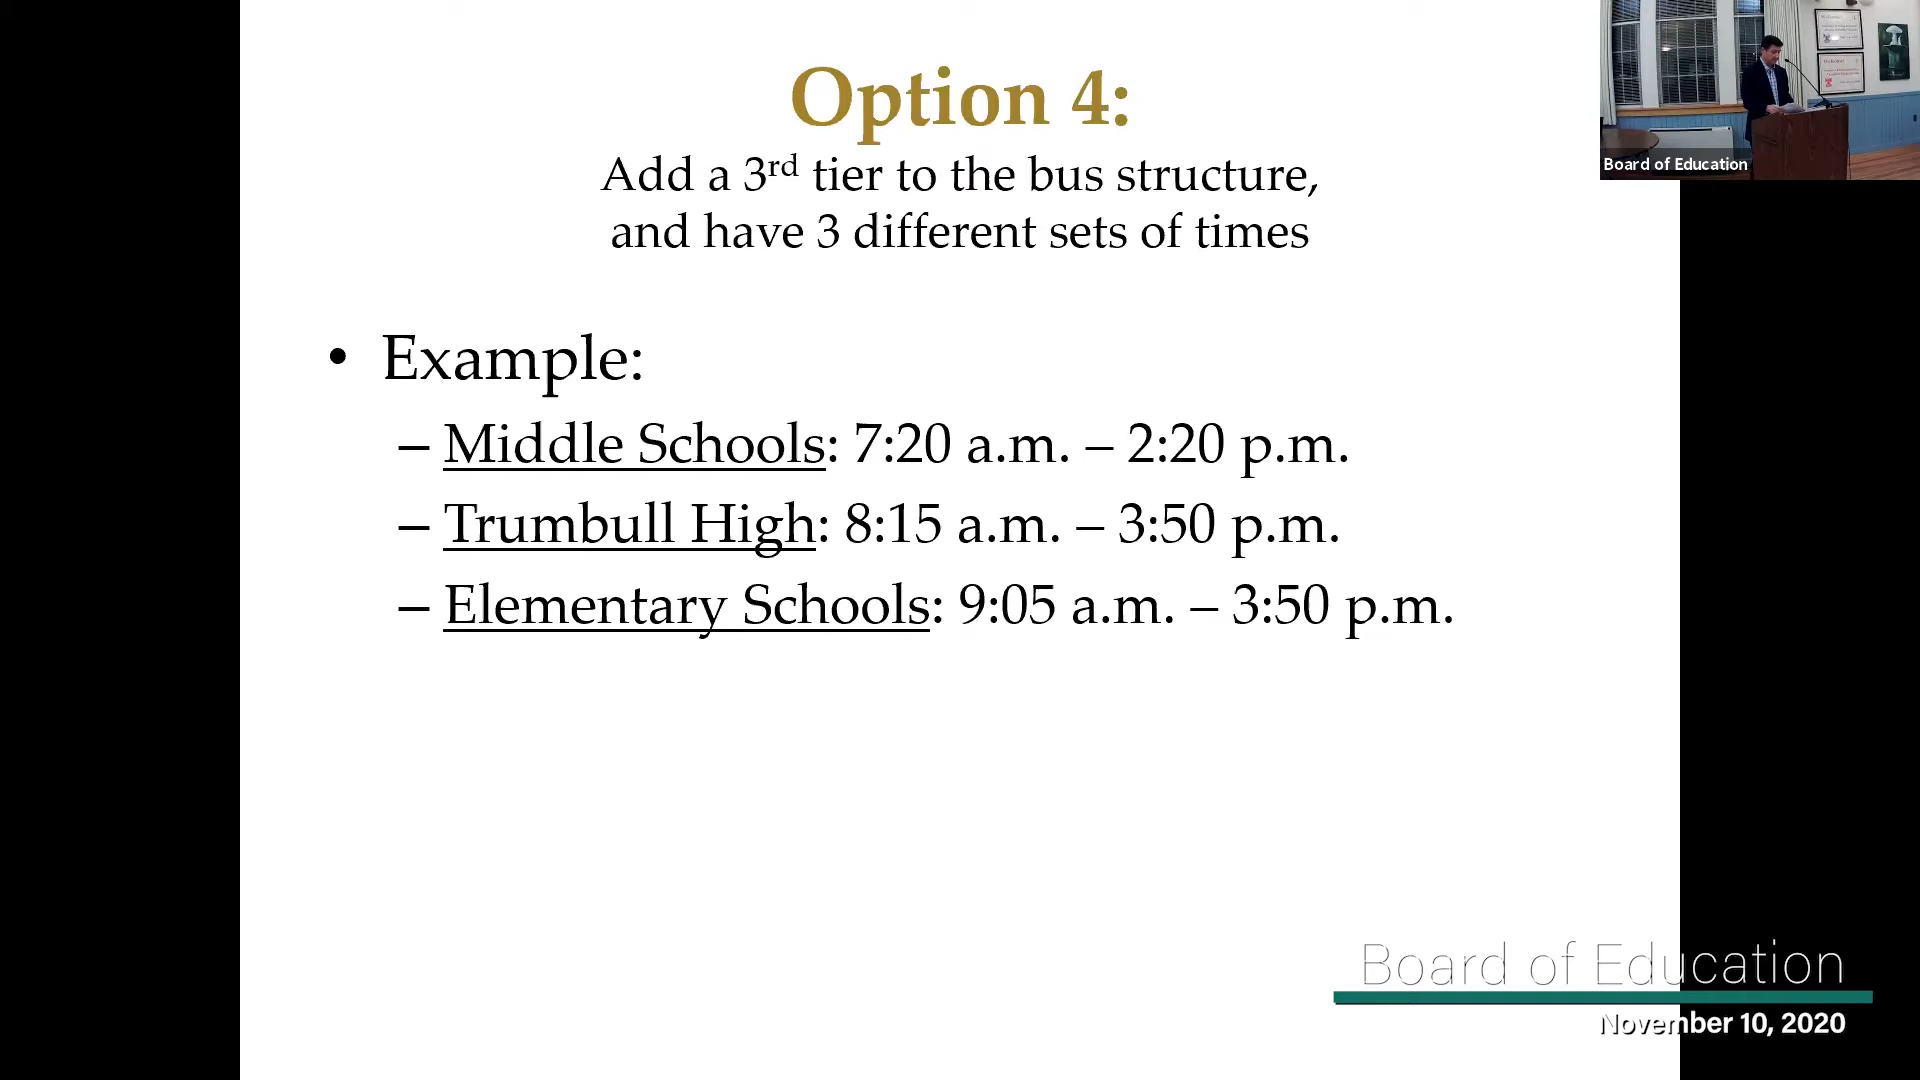 Option 4:
Add a 3rd tier to the bus structure,
and have 3 different sets of times
• Example:
– Middle Schools: 7:20 a.m. – 2:20 p.m.
– Trumbull High: 8:15 a.m. – 3:50 p.m.
– Elementary Schools: 9:05 a.m. – 3:50 p.m.
Board of Education
Board of Education
November 10, 2020